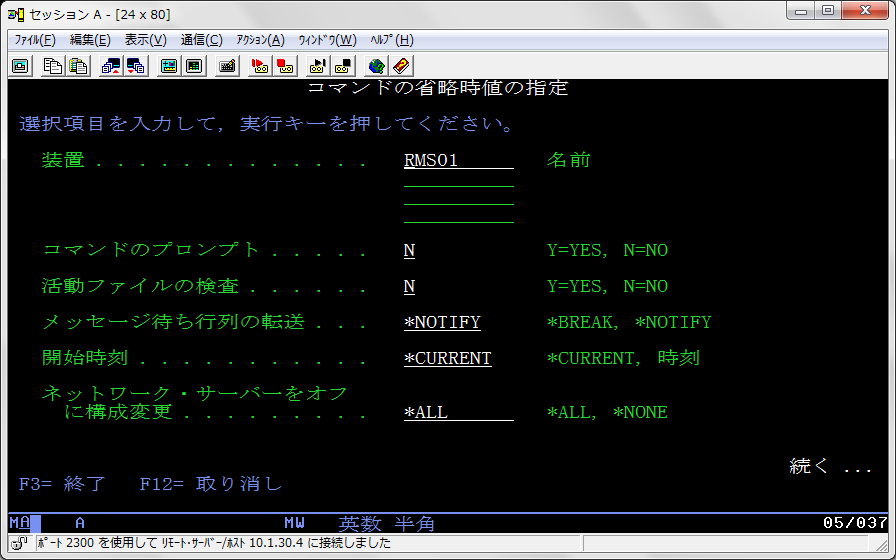 セッション A - [24 x 80]
ファイル(F) 編集(E) 表示(V) 通信(C) アクション(A) ウィンドウ(W) ヘルプ(H)
コマンドの省略時値の指定
選択項目を入力して, 実行キーを押してください。
装置 . . . . . . . . . . . . . RMS01 名前
コマンドのプロンプト . . . . . N Y=YES, N=NO
活動ファイルの検査 . . . . . . N Y=YES, N=NO
メッセージ待ち行列の転送 . . . *NOTIFY *BREAK, *NOTIFY
開始時刻 . . . . . . . . . . . *CURRENT *CURRENT, 時刻
ネットワーク・サーバーをオフ
に構成変更 . . . . . . . . . *ALL *ALL, *NONE
続く ...
F3= 終了 F12= 取り消し
MA A MW 英数 半角 05/037
ポート 2300 を使用して リモート・サーバー/ホスト 10.1.30.4 に接続しました